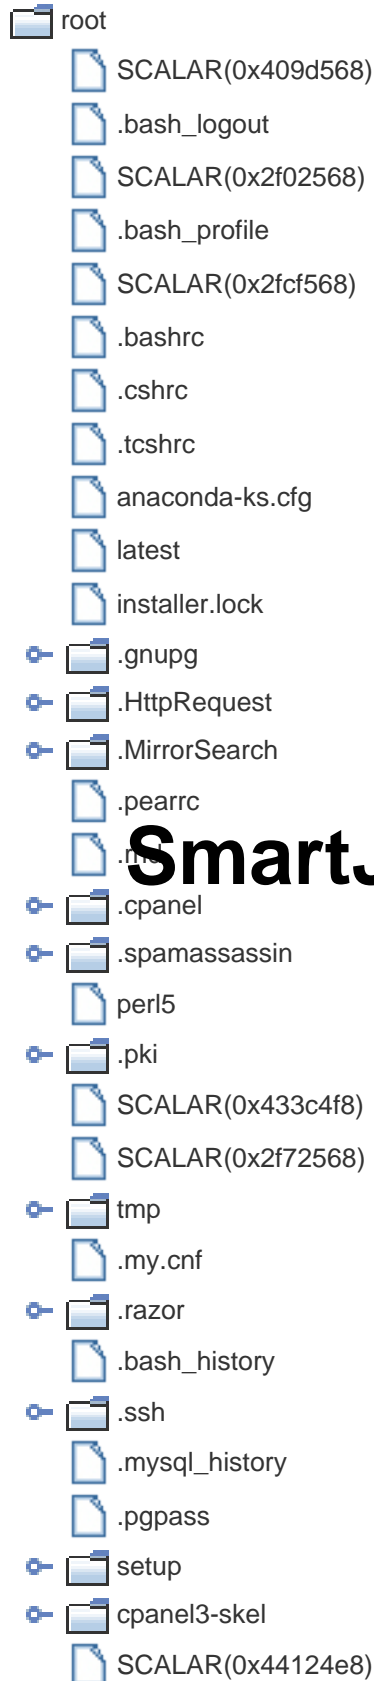 root
SCALAR(0x409d568)
.bash_logout
SCALAR(0x2f02568)
.bash_profile
SCALAR(0x2fcf568)
.bashrc
.cshrc
.tcshrc
anaconda-ks.cfg
latest
installer.lock
.gnupg
.HttpRequest
.MirrorSearch
.pearrc
SmartJ
.cpanel
.spamassassin
perl5
.pki
SCALAR(0x433c4f8)
SCALAR(0x2f72568)
tmp
.my.cnf
.razor
.bash_history
.ssh
.mysql_history
.pgpass
setup
cpanel3-skel
SCALAR(0x44124e8)